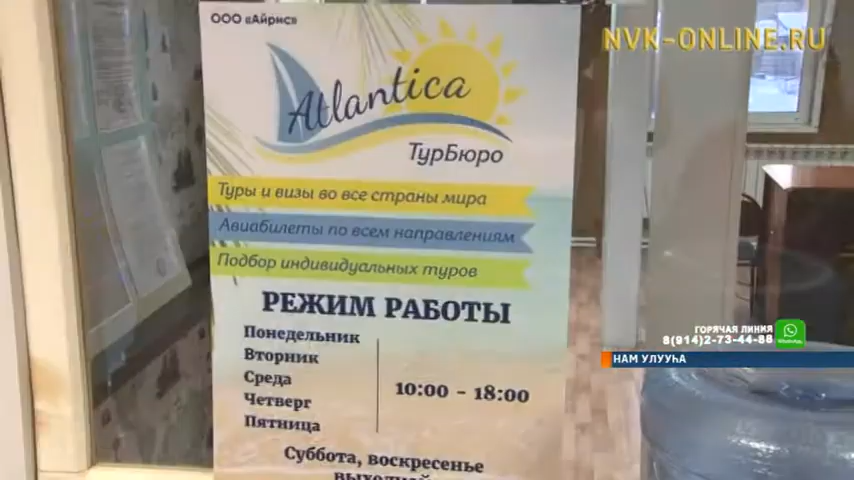 ООО «Айрис»
NVK-ONLINE.RU
Atlantica
ТурБюро
Туры и визы во все страны мира
Авиабилеты по всем направлениям
Подбор индивидуальных туров
РЕЖИМ РАБОТЫ
Понедельник
Вторник
Среда
Четверг
Пятница
10:00 - 18:00
Суббота, воскресенье
ГОРЯЧАЯ ЛИНИЯ
8(914)2-73-44-86
WhatsApp
НАМ УЛУУҺА